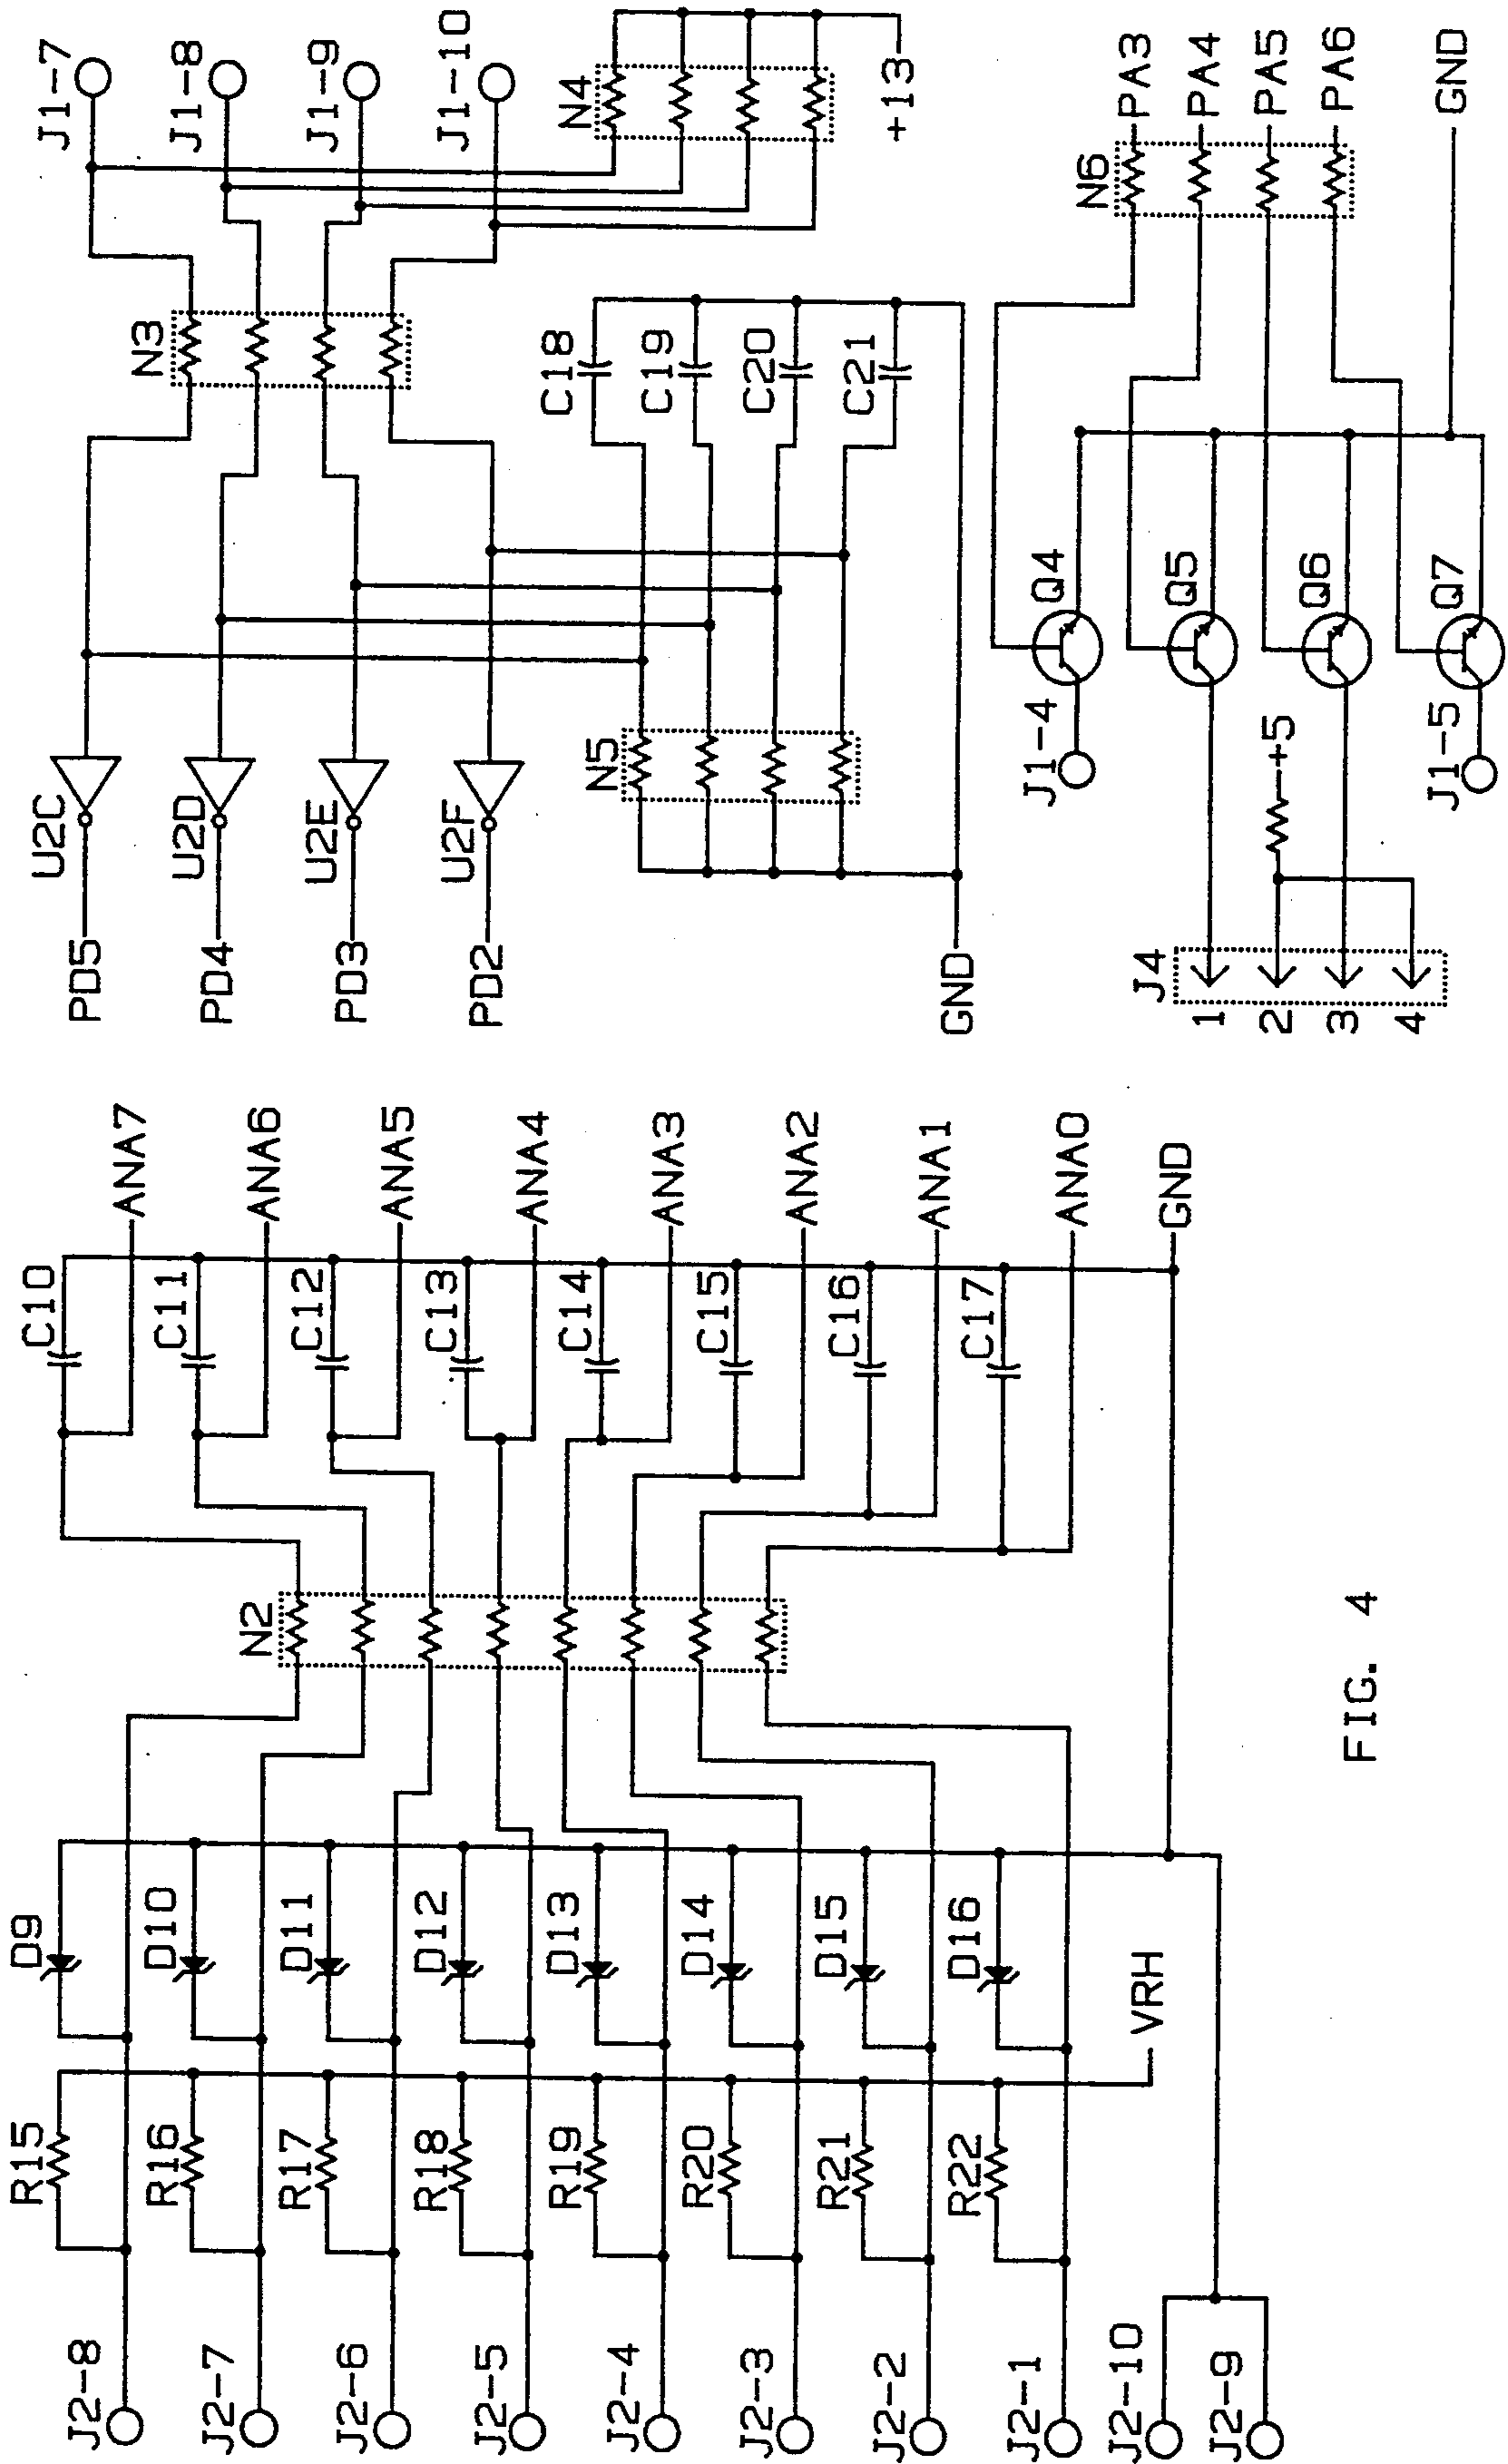 J2-8
R15
D9
N2
C10
ANA7
J2-7
R16
D10
C11
ANA6
J2-6
R17
D11
C12
ANA5
J2-5
R18
D12
C13
ANA4
J2-4
R19
D13
C14
ANA3
J2-3
R20
D14
C15
ANA2
J2-2
R21
D15
C16
ANA1
J2-1
R22
D16
C17
ANA0
J2-10
J2-9
VRH
GND
FIG. 4
PD5
U2C
N3
J1-7
PD4
U2D
J1-8
PD3
U2E
J1-9
PD2
U2F
J1-10
N5
C18
C19
C20
C21
N4
+13
GND
J4
1
2
3
4
J1-4
Q4
Q5
+5
Q6
J1-5
Q7
N6
PA3
PA4
PA5
PA6
GND